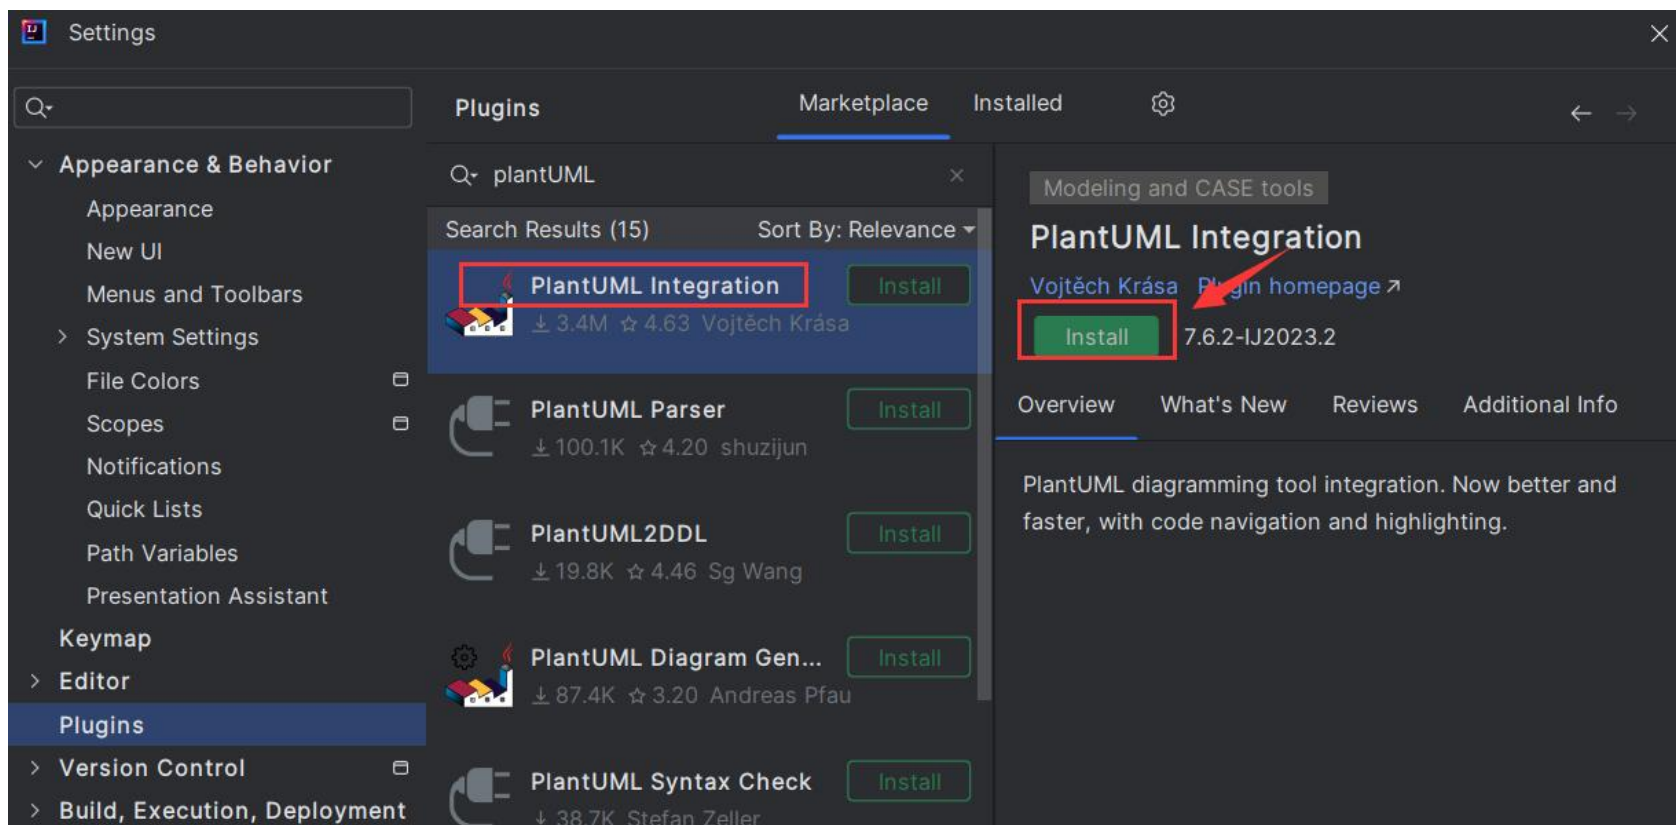 Settings
Plugins
Marketplace
Installed
Appearance & Behavior
Appearance
New UI
Menus and Toolbars
System Settings
File Colors
Scopes
Notifications
Quick Lists
Path Variables
Presentation Assistant
Keymap
Editor
Plugins
Version Control
Build, Execution, Deployment
plantUML
Search Results (15)
Sort By: Relevance
PlantUML Integration
Install
3.4M 4.63 Vojtěch Krása
PlantUML Parser
Install
100.1K 4.20 shuzijun
PlantUML2DDL
Install
19.8K 4.46 Sg Wang
PlantUML Diagram Gen...
Install
87.4K 3.20 Andreas Pfau
PlantUML Syntax Check
Install
38.7K Stefan Zeller
Modeling and CASE tools
PlantUML Integration
Vojtěch Krása Plugin homepage ↗
Install 7.6.2-IJ2023.2
Overview
What's New
Reviews
Additional Info
PlantUML diagramming tool integration. Now better and
faster, with code navigation and highlighting.